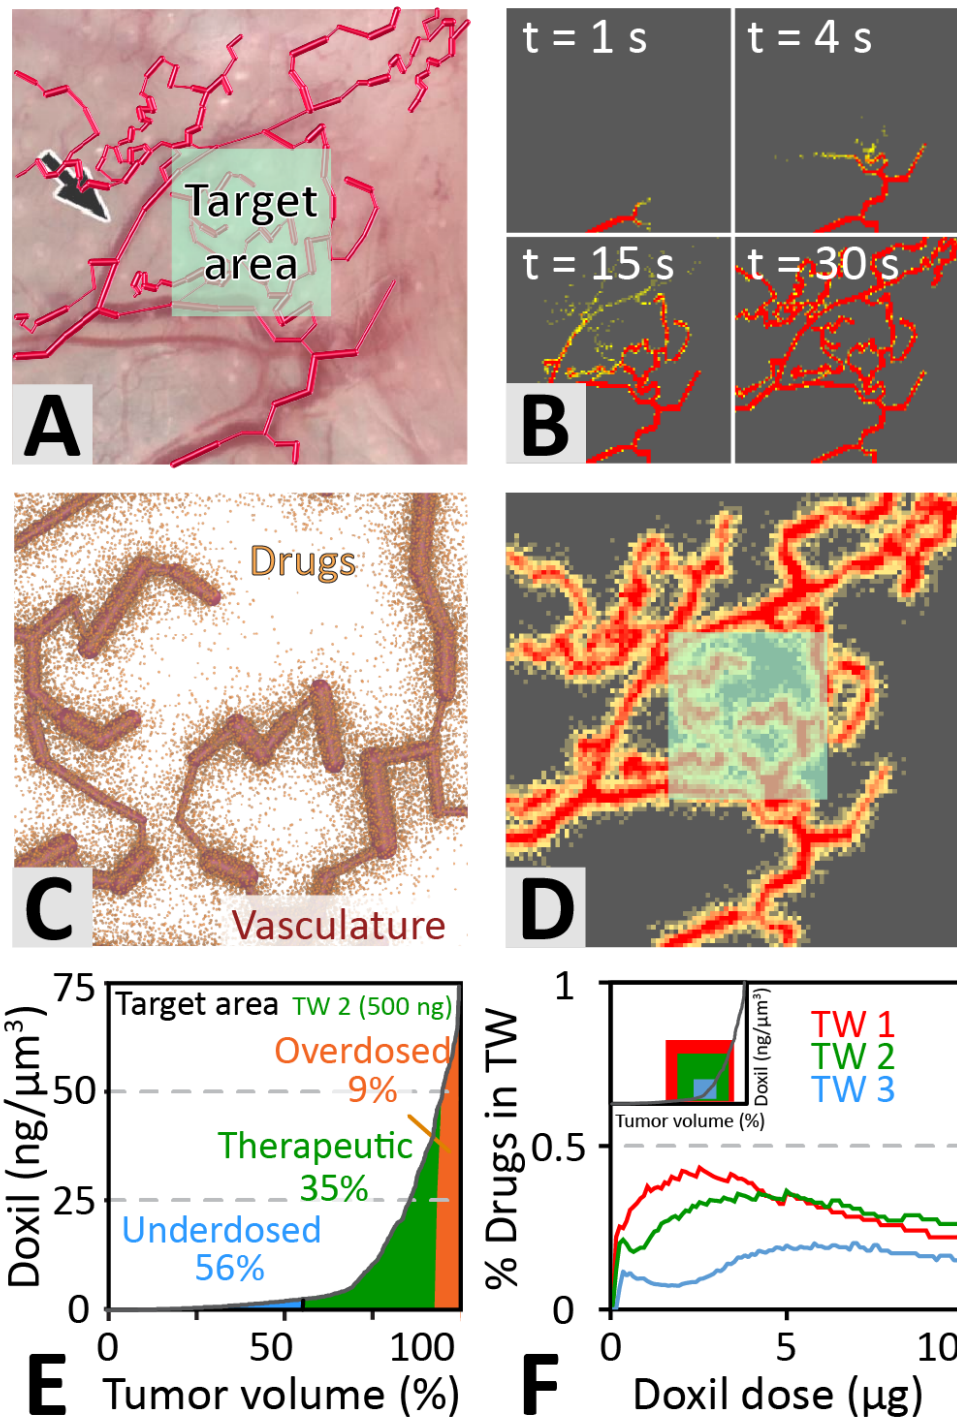 Target
area
A
t = 1 s
t = 4 s
t = 15 s
t = 30 s
B
Drugs
Vasculature
C
D
75
50
25
0
Doxil (ng/µm³)
Target area TW 2 (500 ng)
Overdosed
9%
Therapeutic
35%
Underdosed
56%
0 50 100
Tumor volume (%)
E
1
0.5
0
% Drugs in TW
Doxil (ng/µm³)
Tumor volume (%)
TW 1
TW 2
TW 3
0 5 10
Doxil dose (µg)
F